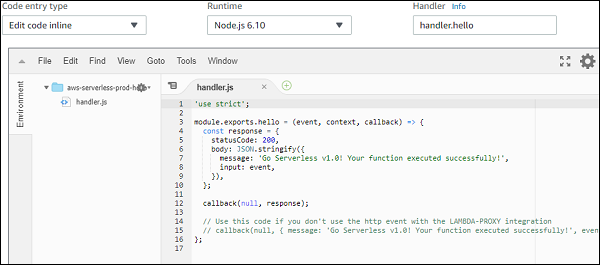 Code entry type Runtime Handler Info
Edit code inline Node.js 6.10 handler.hello
File Edit Find View Goto Tools Window
Environment
aws-serverless-prod-he
handler.js
handler.js
1 'use strict';
2
3 module.exports.hello = (event, context, callback) => {
4 const response = {
5 statusCode: 200,
6 body: JSON.stringify({
7 message: 'Go Serverless v1.0! Your function executed successfully!',
8 input: event,
9 }),
10 };
11
12 callback(null, response);
13
14 // Use this code if you don't use the http event with the LAMBDA-PROXY integration
15 // callback(null, { message: 'Go Serverless v1.0! Your function executed successfully!', even
16 };
17